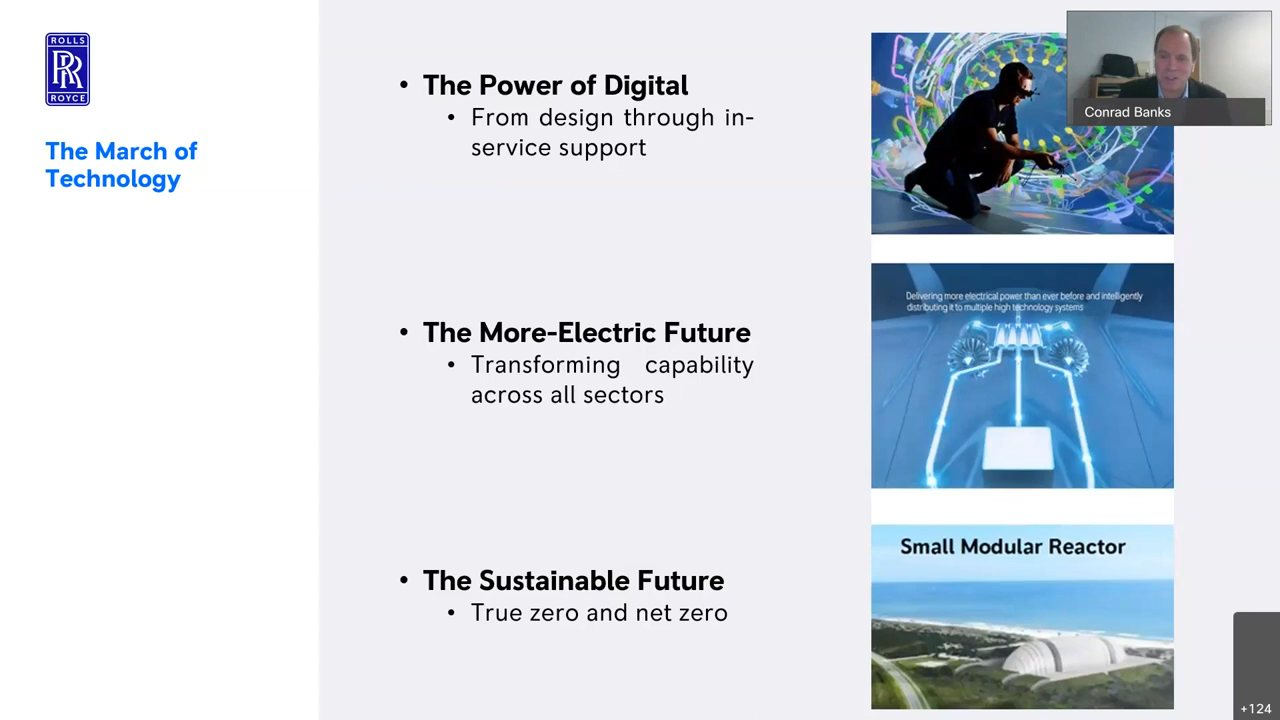 ROLLS
RR
ROYCE
The March of
Technology
• The Power of Digital
• From design through in-
service support
• The More-Electric Future
• Transforming capability
across all sectors
• The Sustainable Future
• True zero and net zero
Conrad Banks
Delivering more electrical power than ever before and intelligently
distributing it to multiple high technology systems
Small Modular Reactor
+124